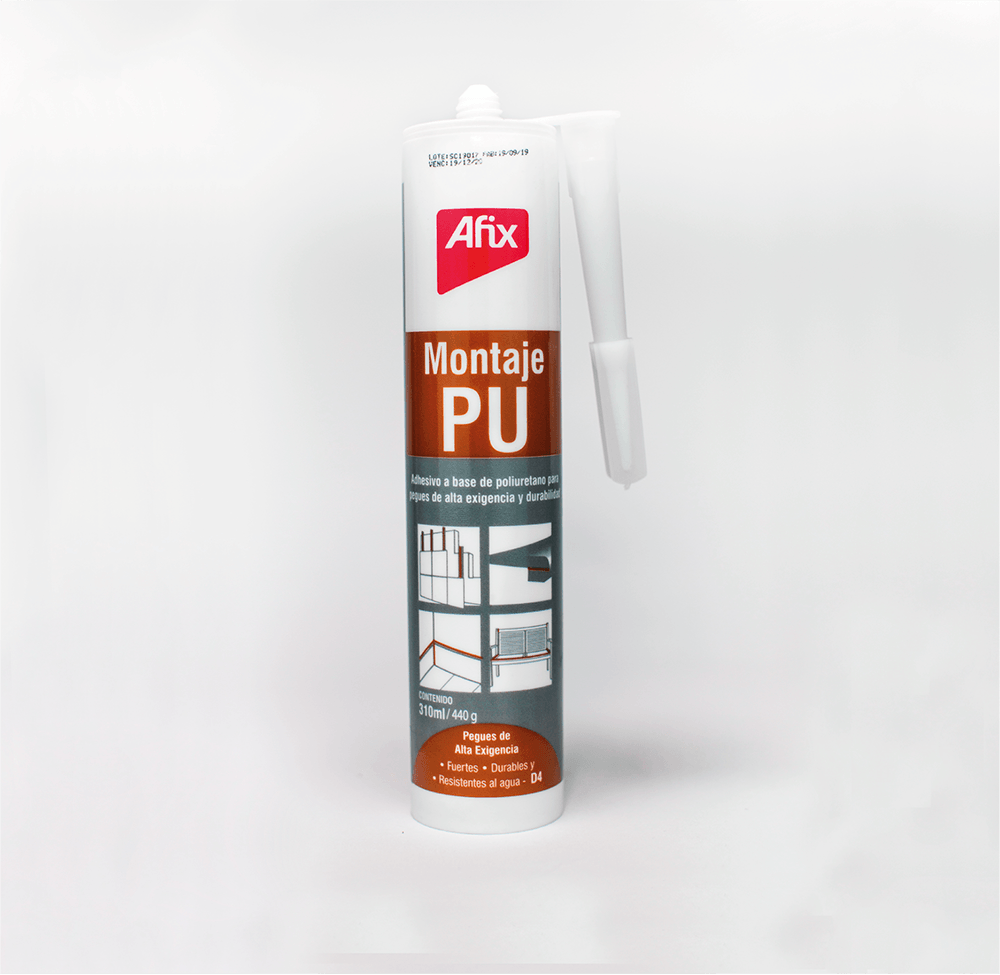 LOTE:SC19017 FAB:19/09/19
VENC:19/12/20
Afix
Montaje
PU
Adhesivo a base de poliuretano para
pegues de alta exigencia y durabilidad
CONTENIDO
310ml/440 g
Pegues de
Alta Exigencia
• Fuertes • Durables y
• Resistentes al agua - D4